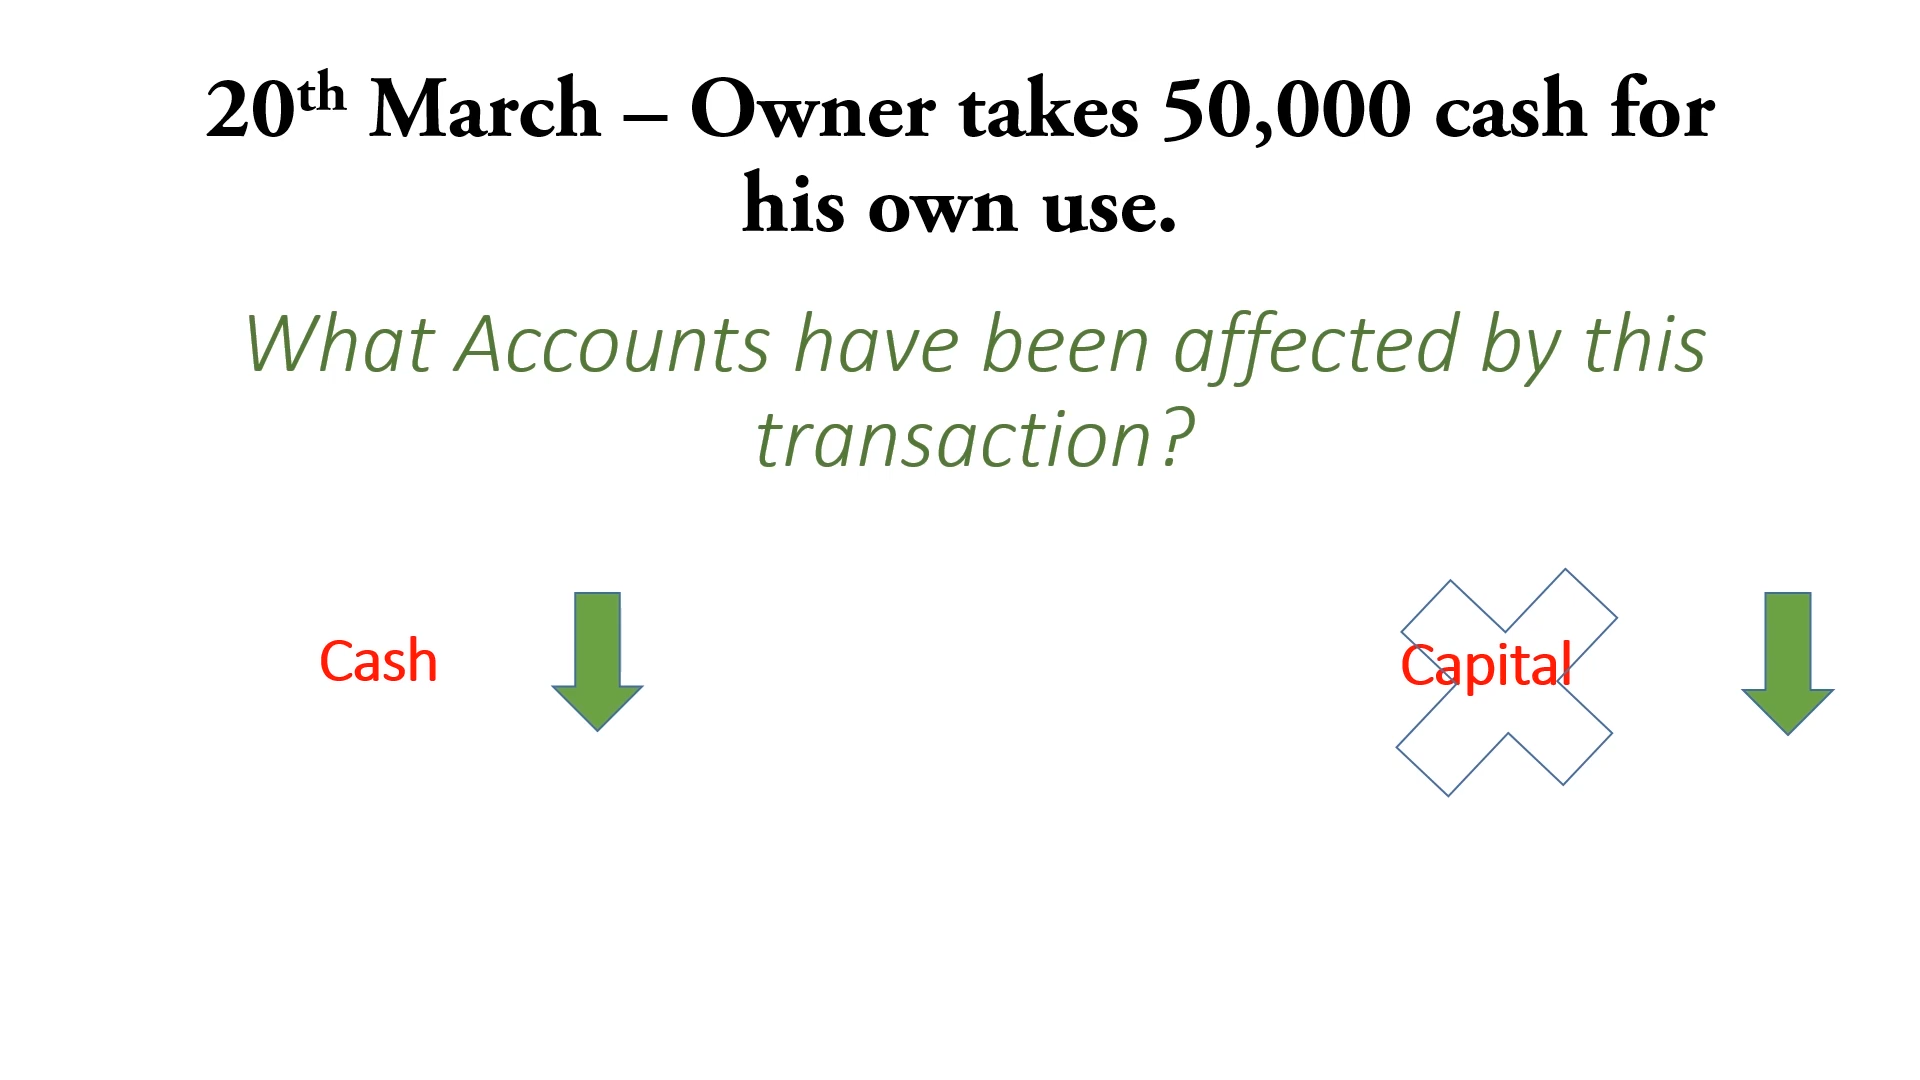 20th March – Owner takes 50,000 cash for
his own use.
What Accounts have been affected by this
transaction?
Cash
Capital